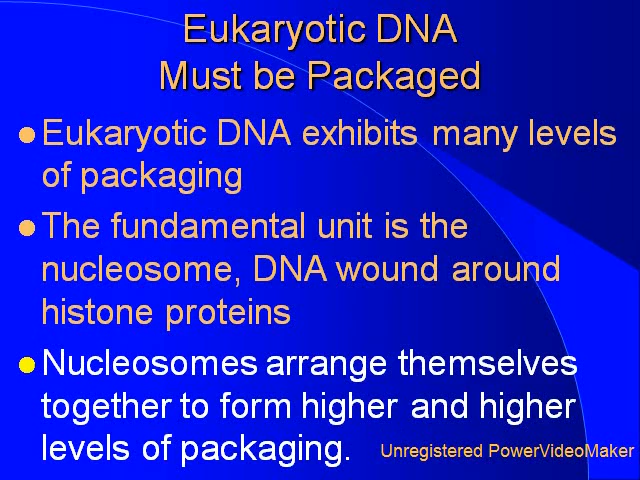 Eukaryotic DNA
Must be Packaged
Eukaryotic DNA exhibits many levels
of packaging
The fundamental unit is the
nucleosome, DNA wound around
histone proteins
Nucleosomes arrange themselves
together to form higher and higher
levels of packaging.
Unregistered PowerVideoMaker